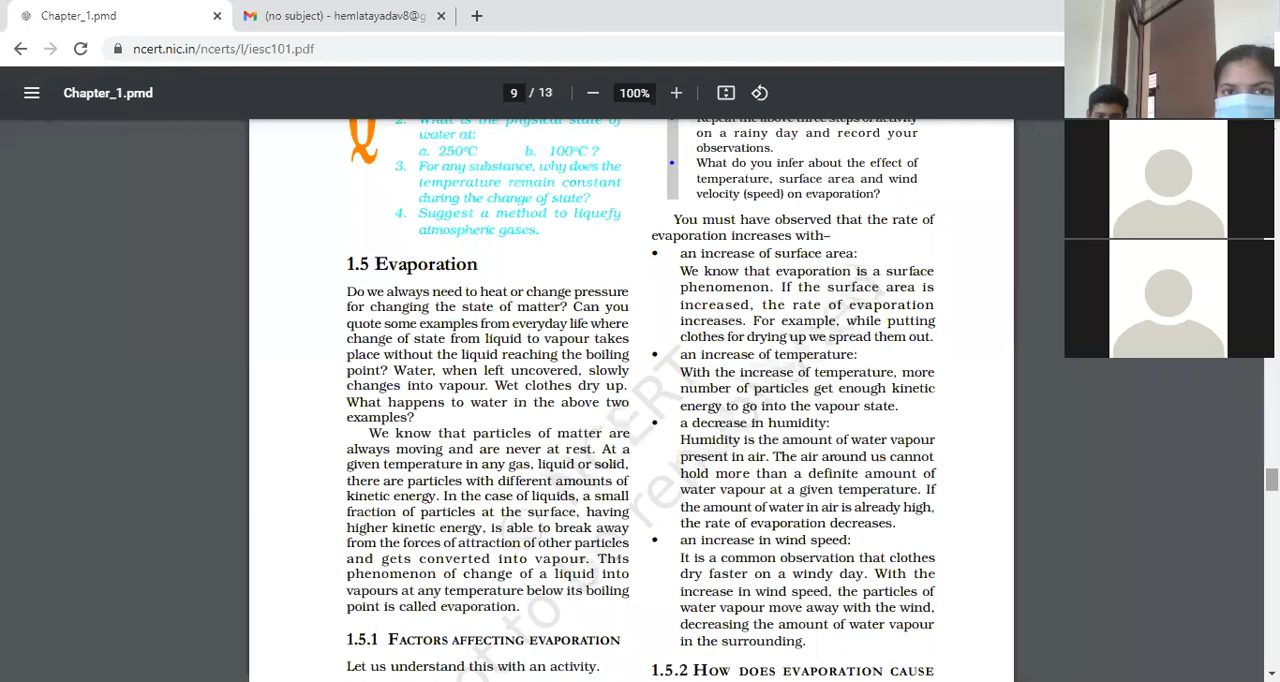 Chapter_1.pmd
(no subject) - hemlatayadav8@g
ncert.nic.in/ncerts/l/iesc101.pdf
Chapter_1.pmd
9 / 13
100%
Q
2. What is the physical state of
water at:
a. 250ºC b. 100ºC ?
3. For any substance, why does the
temperature remain constant
during the change of state?
4. Suggest a method to liquefy
atmospheric gases.
1.5 Evaporation
Do we always need to heat or change pressure
for changing the state of matter? Can you
quote some examples from everyday life where
change of state from liquid to vapour takes
place without the liquid reaching the boiling
point? Water, when left uncovered, slowly
changes into vapour. Wet clothes dry up.
What happens to water in the above two
examples?
We know that particles of matter are
always moving and are never at rest. At a
given temperature in any gas, liquid or solid,
there are particles with different amounts of
kinetic energy. In the case of liquids, a small
fraction of particles at the surface, having
higher kinetic energy, is able to break away
from the forces of attraction of other particles
and gets converted into vapour. This
phenomenon of change of a liquid into
vapours at any temperature below its boiling
point is called evaporation.
1.5.1 FACTORS AFFECTING EVAPORATION
Let us understand this with an activity.
• Repeat the above three steps of activity
on a rainy day and record your
observations.
• What do you infer about the effect of
temperature, surface area and wind
velocity (speed) on evaporation?
You must have observed that the rate of
evaporation increases with–
• an increase of surface area:
We know that evaporation is a surface
phenomenon. If the surface area is
increased, the rate of evaporation
increases. For example, while putting
clothes for drying up we spread them out.
• an increase of temperature:
With the increase of temperature, more
number of particles get enough kinetic
energy to go into the vapour state.
• a decrease in humidity:
Humidity is the amount of water vapour
present in air. The air around us cannot
hold more than a definite amount of
water vapour at a given temperature. If
the amount of water in air is already high,
the rate of evaporation decreases.
• an increase in wind speed:
It is a common observation that clothes
dry faster on a windy day. With the
increase in wind speed, the particles of
water vapour move away with the wind,
decreasing the amount of water vapour
in the surrounding.
1.5.2 HOW DOES EVAPORATION CAUSE